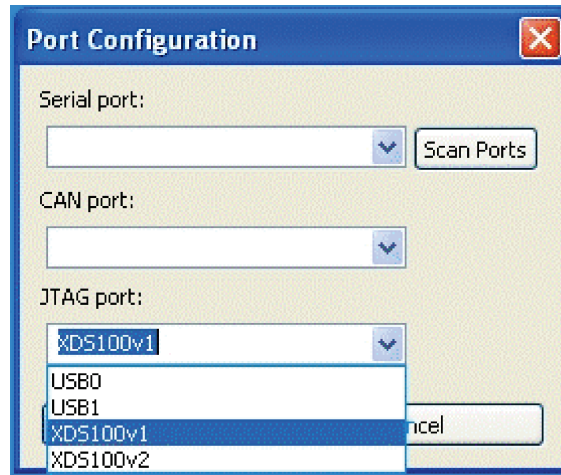 Port Configuration
Serial port:
Scan Ports
CAN port:
JTAG port:
XDS100v1
USB0
USB1
XDS100v1
XDS100v2
ncel